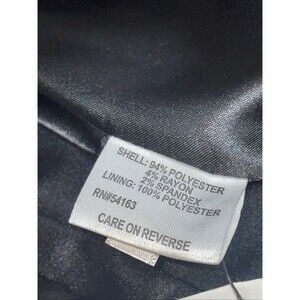 SHELL: 94% POLYESTER
4% RAYON
2% SPANDEX
LINING: 100% POLYESTER
RN#54163
CARE ON REVERSE